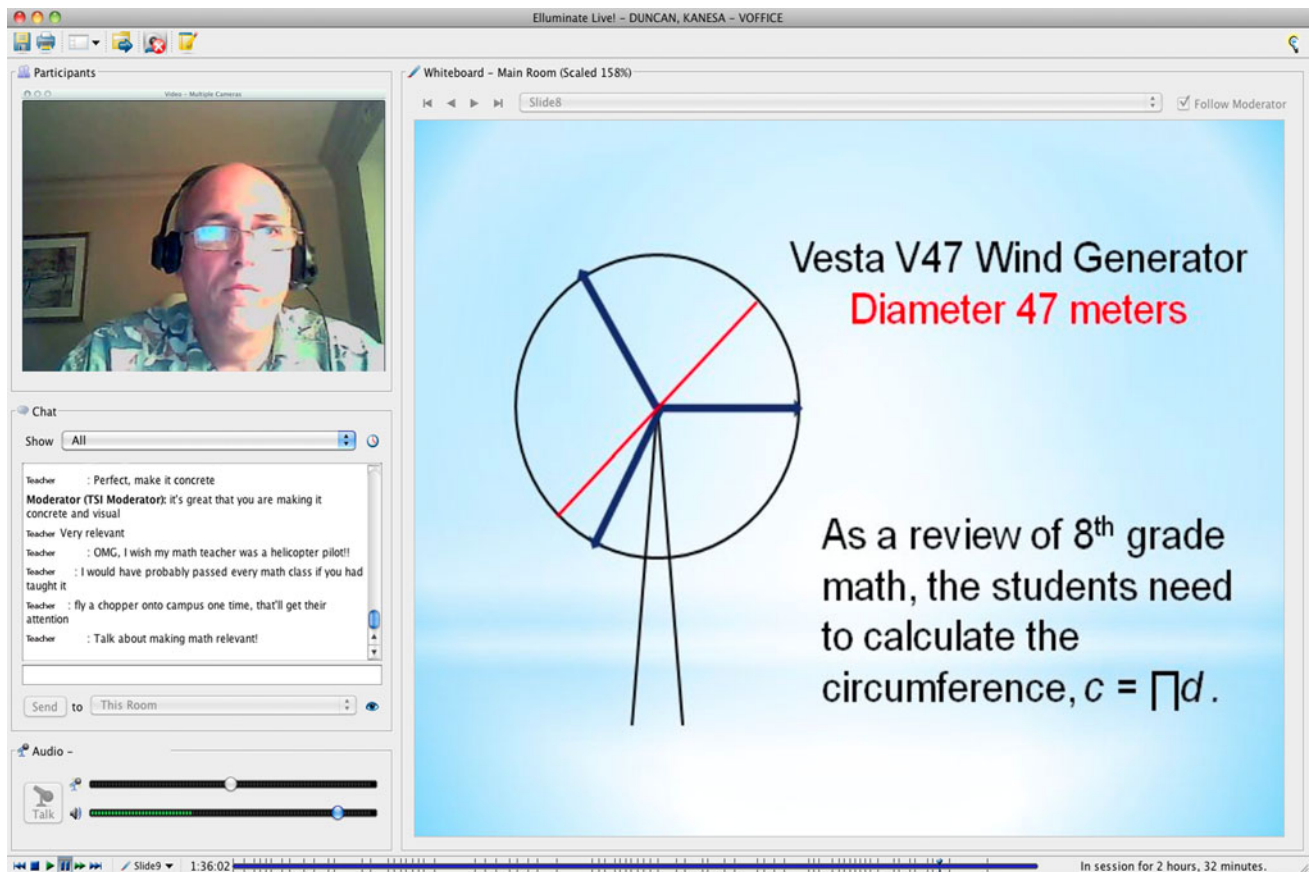 Elluminate Live! – DUNCAN, KANESA – VOFFICE
Participants
Video – Multiple Cameras
Chat
Show All
Teacher : Perfect, make it concrete
Moderator (TSI Moderator): it's great that you are making it
concrete and visual
Teacher Very relevant
Teacher : OMG, I wish my math teacher was a helicopter pilot!!
Teacher : I would have probably passed every math class if you had
taught it
Teacher : fly a chopper onto campus one time, that'll get their
attention
Teacher : Talk about making math relevant!
Send to This Room
Audio –
Talk
Whiteboard – Main Room (Scaled 158%)
Slide8
Follow Moderator
Vesta V47 Wind Generator
Diameter 47 meters
As a review of 8th grade
math, the students need
to calculate the
circumference, c = ∏d .
Slide9 1:36:02
In session for 2 hours, 32 minutes.